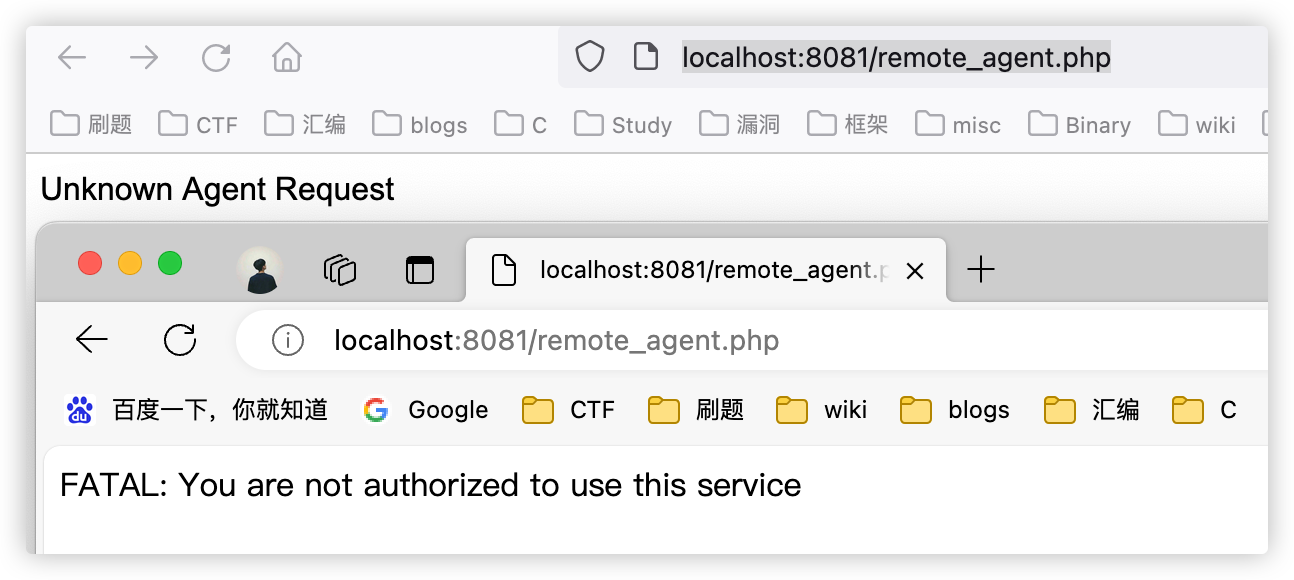 localhost:8081/remote_agent.php
刷题 CTF 汇编 blogs C Study 漏洞 框架 misc Binary wiki
Unknown Agent Request
localhost:8081/remote_agent.p
localhost:8081/remote_agent.php
du 百度一下，你就知道 G Google CTF 刷题 wiki blogs 汇编 C
FATAL: You are not authorized to use this service